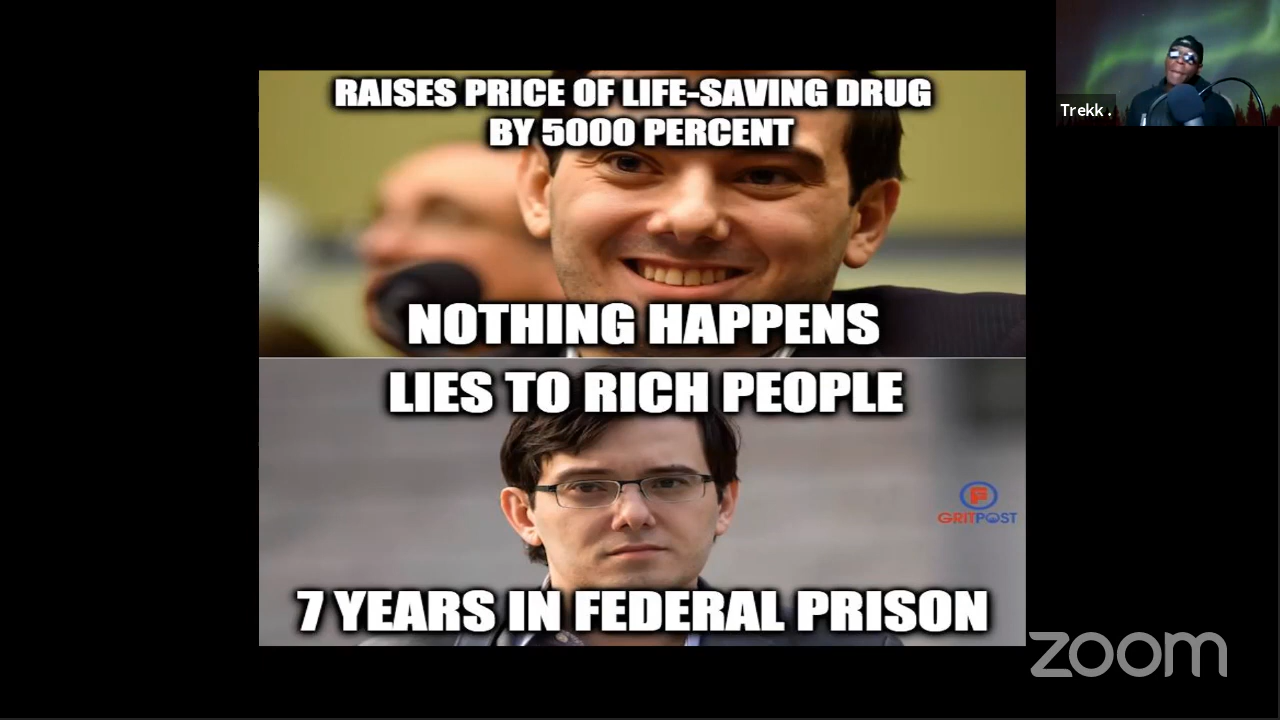 RAISES PRICE OF LIFE-SAVING DRUG
BY 5000 PERCENT
NOTHING HAPPENS
LIES TO RICH PEOPLE
7 YEARS IN FEDERAL PRISON
GRITPOST
Trekk .
zoom